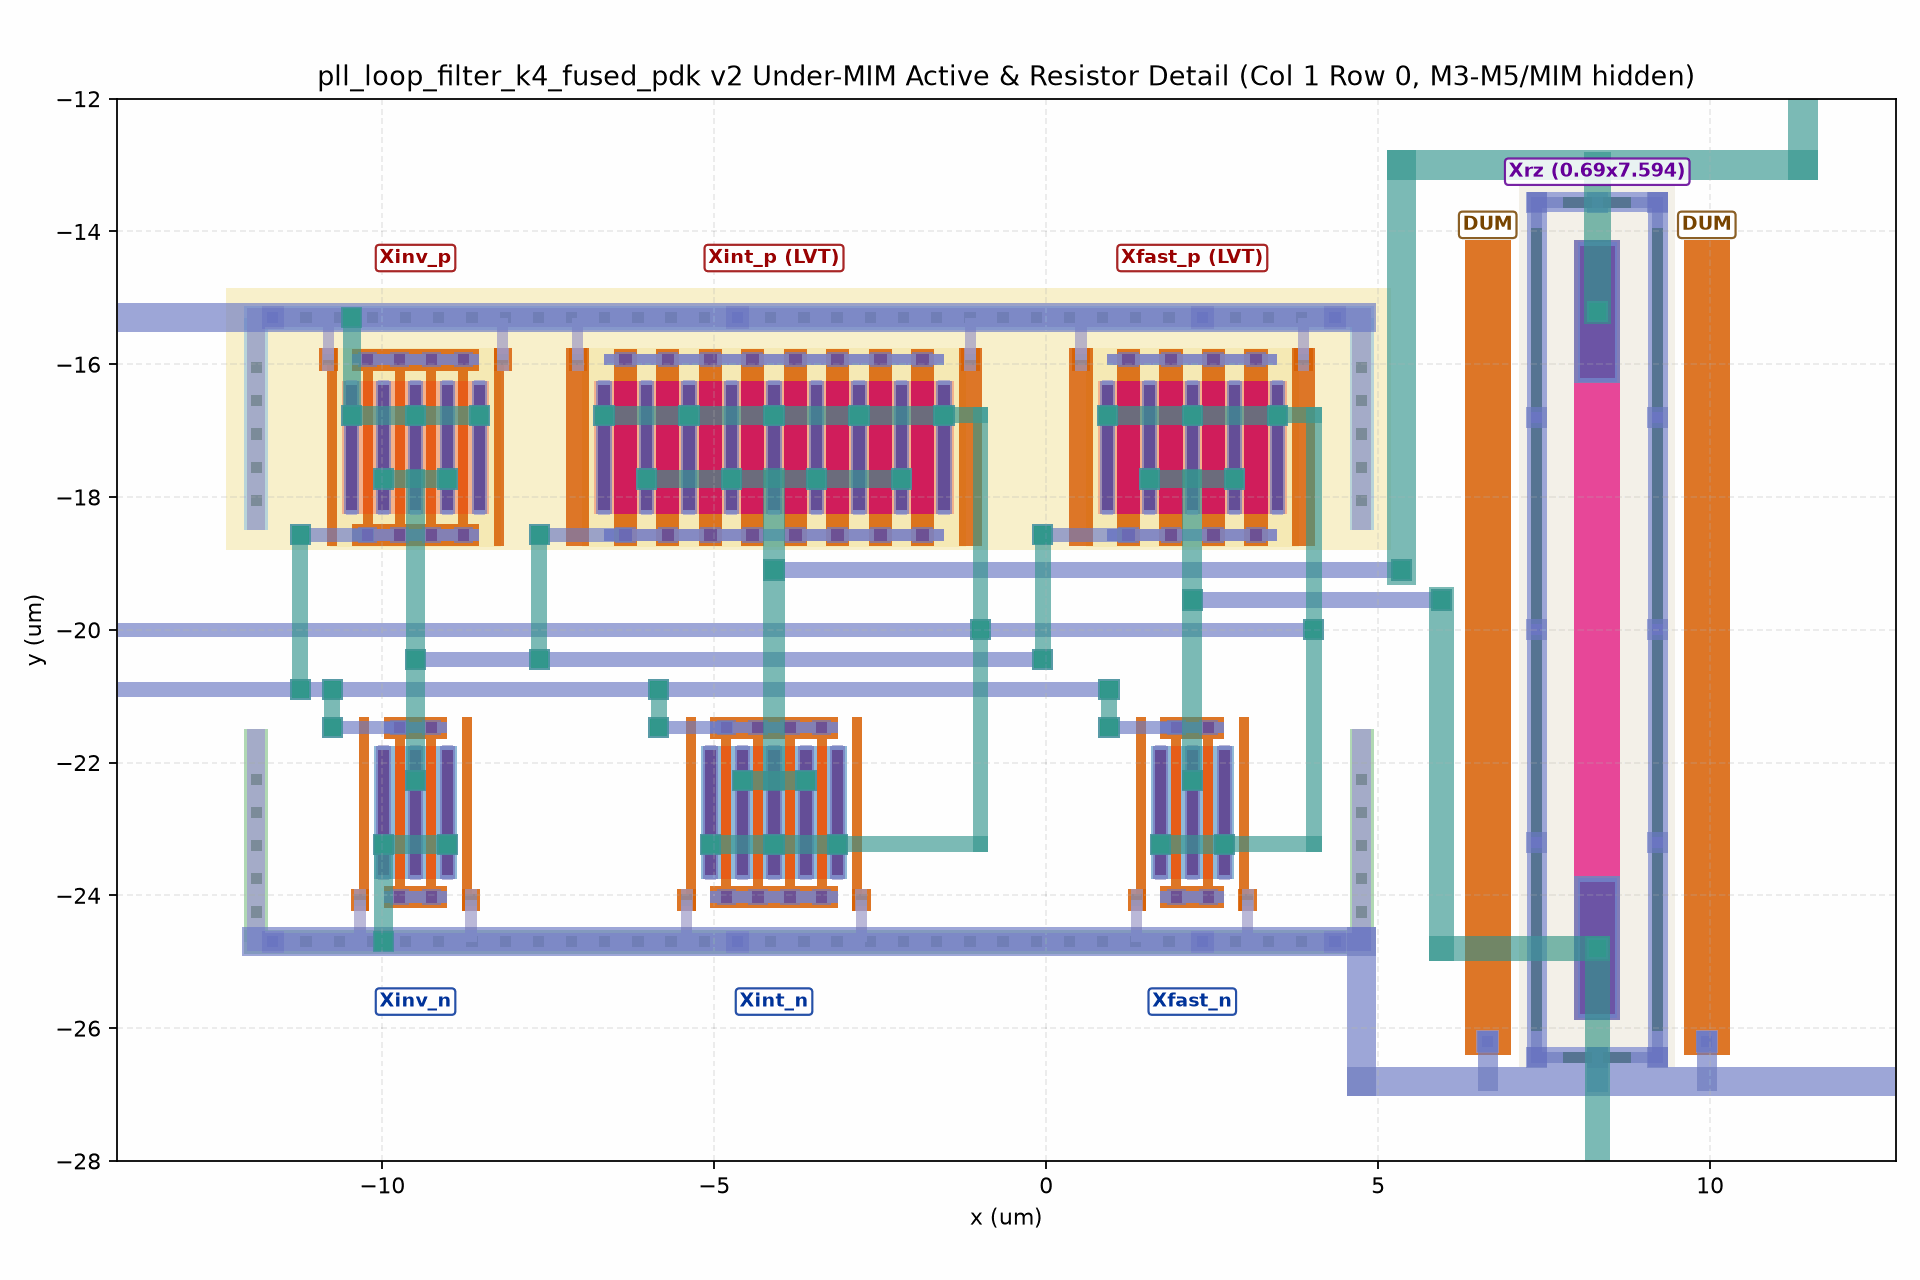 pll_loop_filter_k4_fused_pdk v2 Under-MIM Active & Resistor Detail (Col 1 Row 0, M3-M5/MIM hidden)
−12
−14
−16
−18
−20
−22
−24
−26
−28
y (um)
Xrz (0.69x7.594)
DUM
DUM
Xinv_p
Xint_p (LVT)
Xfast_p (LVT)
Xinv_n
Xint_n
Xfast_n
−10
−5
0
5
10
x (um)